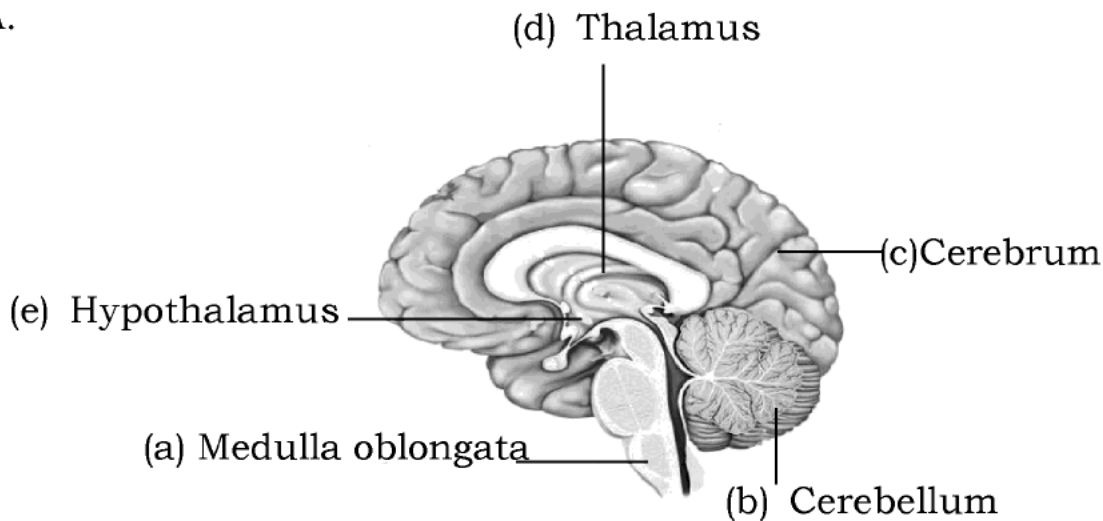 A.
(d) Thalamus
(c)Cerebrum
(e) Hypothalamus
(a) Medulla oblongata
(b) Cerebellum